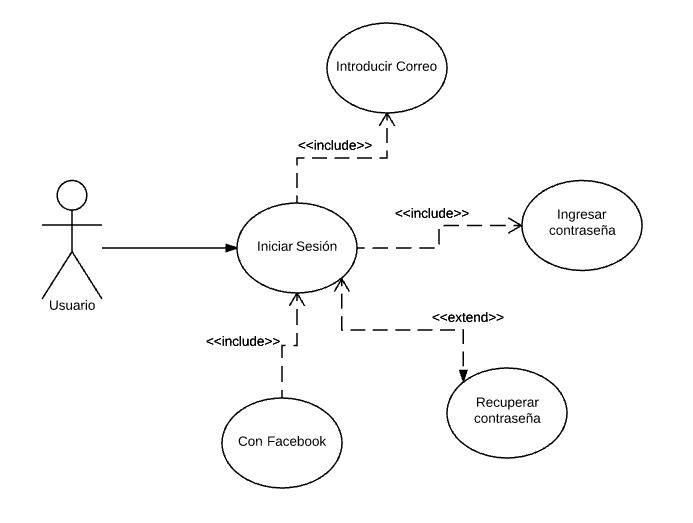 Introducir Correo
<<include>>
<<include>>
Ingresar
contraseña
Iniciar Sesión
Usuario
<<extend>>
<<include>>
Recuperar
contraseña
Con Facebook